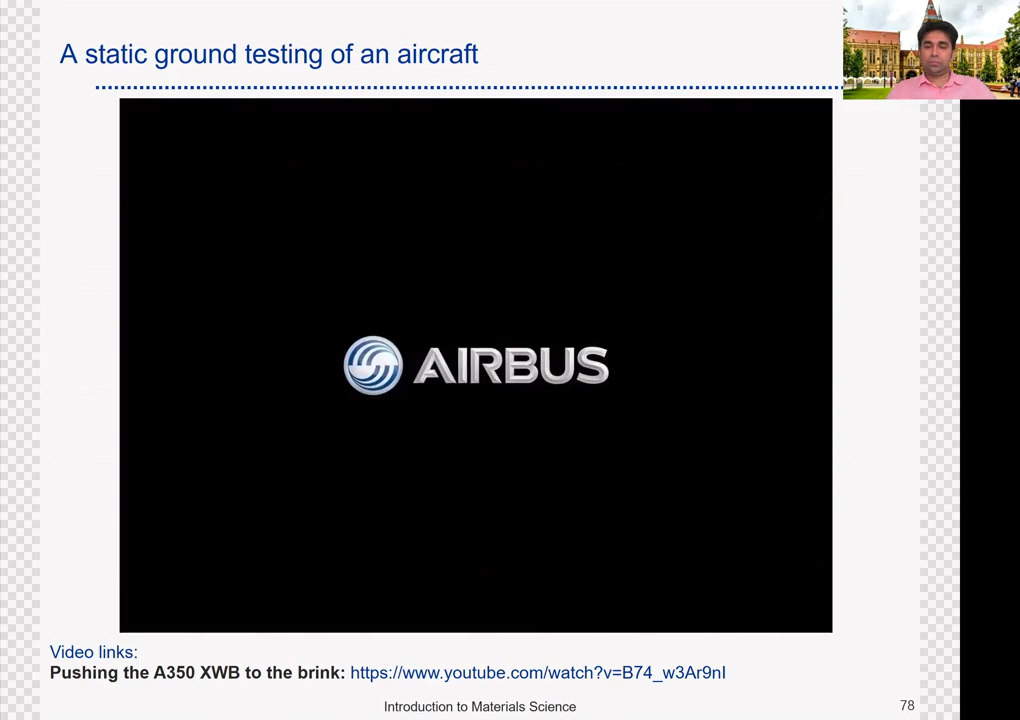 A static ground testing of an aircraft
AIRBUS
Video links:
Pushing the A350 XWB to the brink: https://www.youtube.com/watch?v=B74_w3Ar9nI
Introduction to Materials Science
78